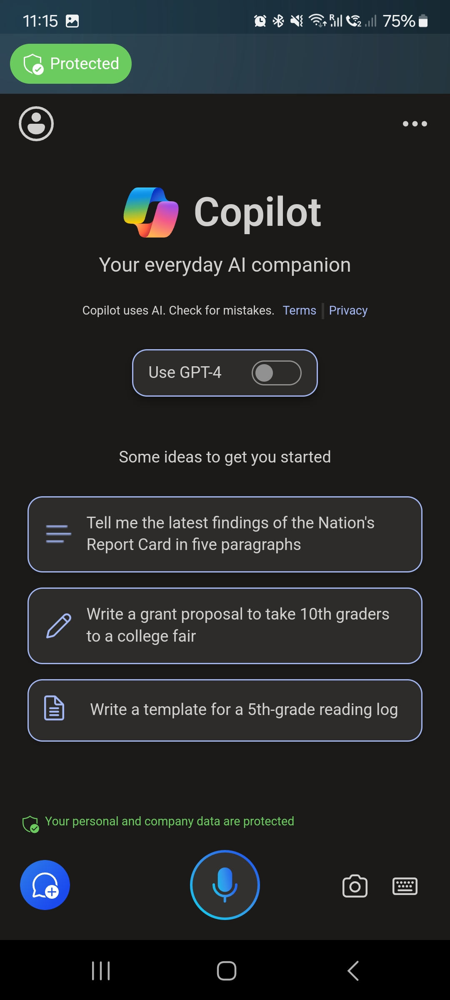 11:15 R 2 75%
Protected
Copilot
Your everyday AI companion
Copilot uses AI. Check for mistakes. Terms Privacy
Use GPT-4
Some ideas to get you started
Tell me the latest findings of the Nation's
Report Card in five paragraphs
Write a grant proposal to take 10th graders
to a college fair
Write a template for a 5th-grade reading log
Your personal and company data are protected